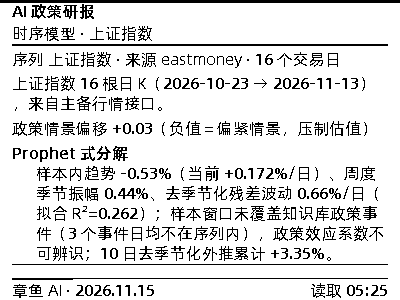 AI 政策研报
时序模型 · 上证指数
序列 上证指数 · 来源 eastmoney · 16 个交易日
上证指数 16 根日 K（2026-10-23 → 2026-11-13）
，来自主备行情接口。
政策情景偏移 +0.03（负值=偏紧情景，压制估值）
Prophet 式分解
样本内趋势 -0.53%（当前 +0.172%/日）、周度
季节振幅 0.44%、去季节化残差波动 0.66%/日（
拟合 R²=0.262）；样本窗口未覆盖知识库政策事
件（3 个事件日均不在序列内），政策效应系数不
可辨识；10 日去季节化外推累计 +3.35%。
章鱼 AI · 2026.11.15
读取 05:25